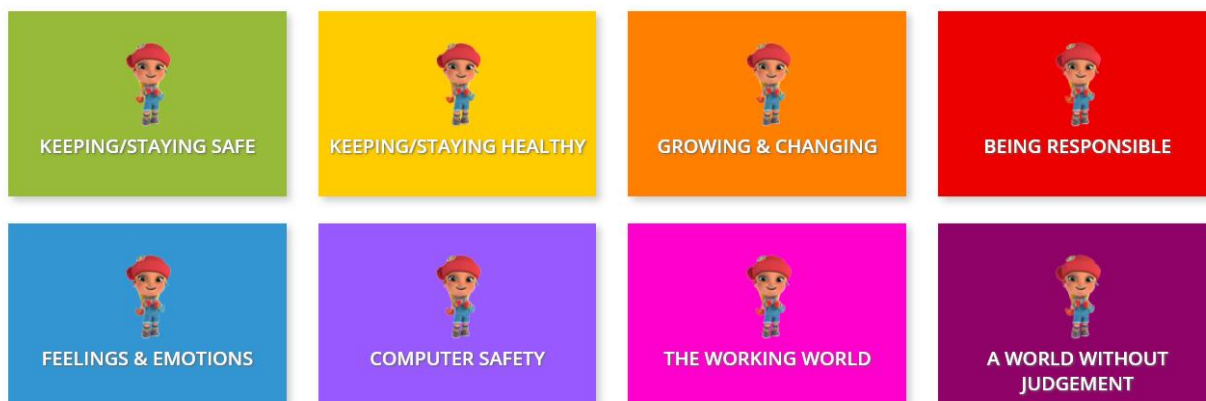 KEEPING/STAYING SAFE
KEEPING/STAYING HEALTHY
GROWING & CHANGING
BEING RESPONSIBLE
FEELINGS & EMOTIONS
COMPUTER SAFETY
THE WORKING WORLD
A WORLD WITHOUT
JUDGEMENT